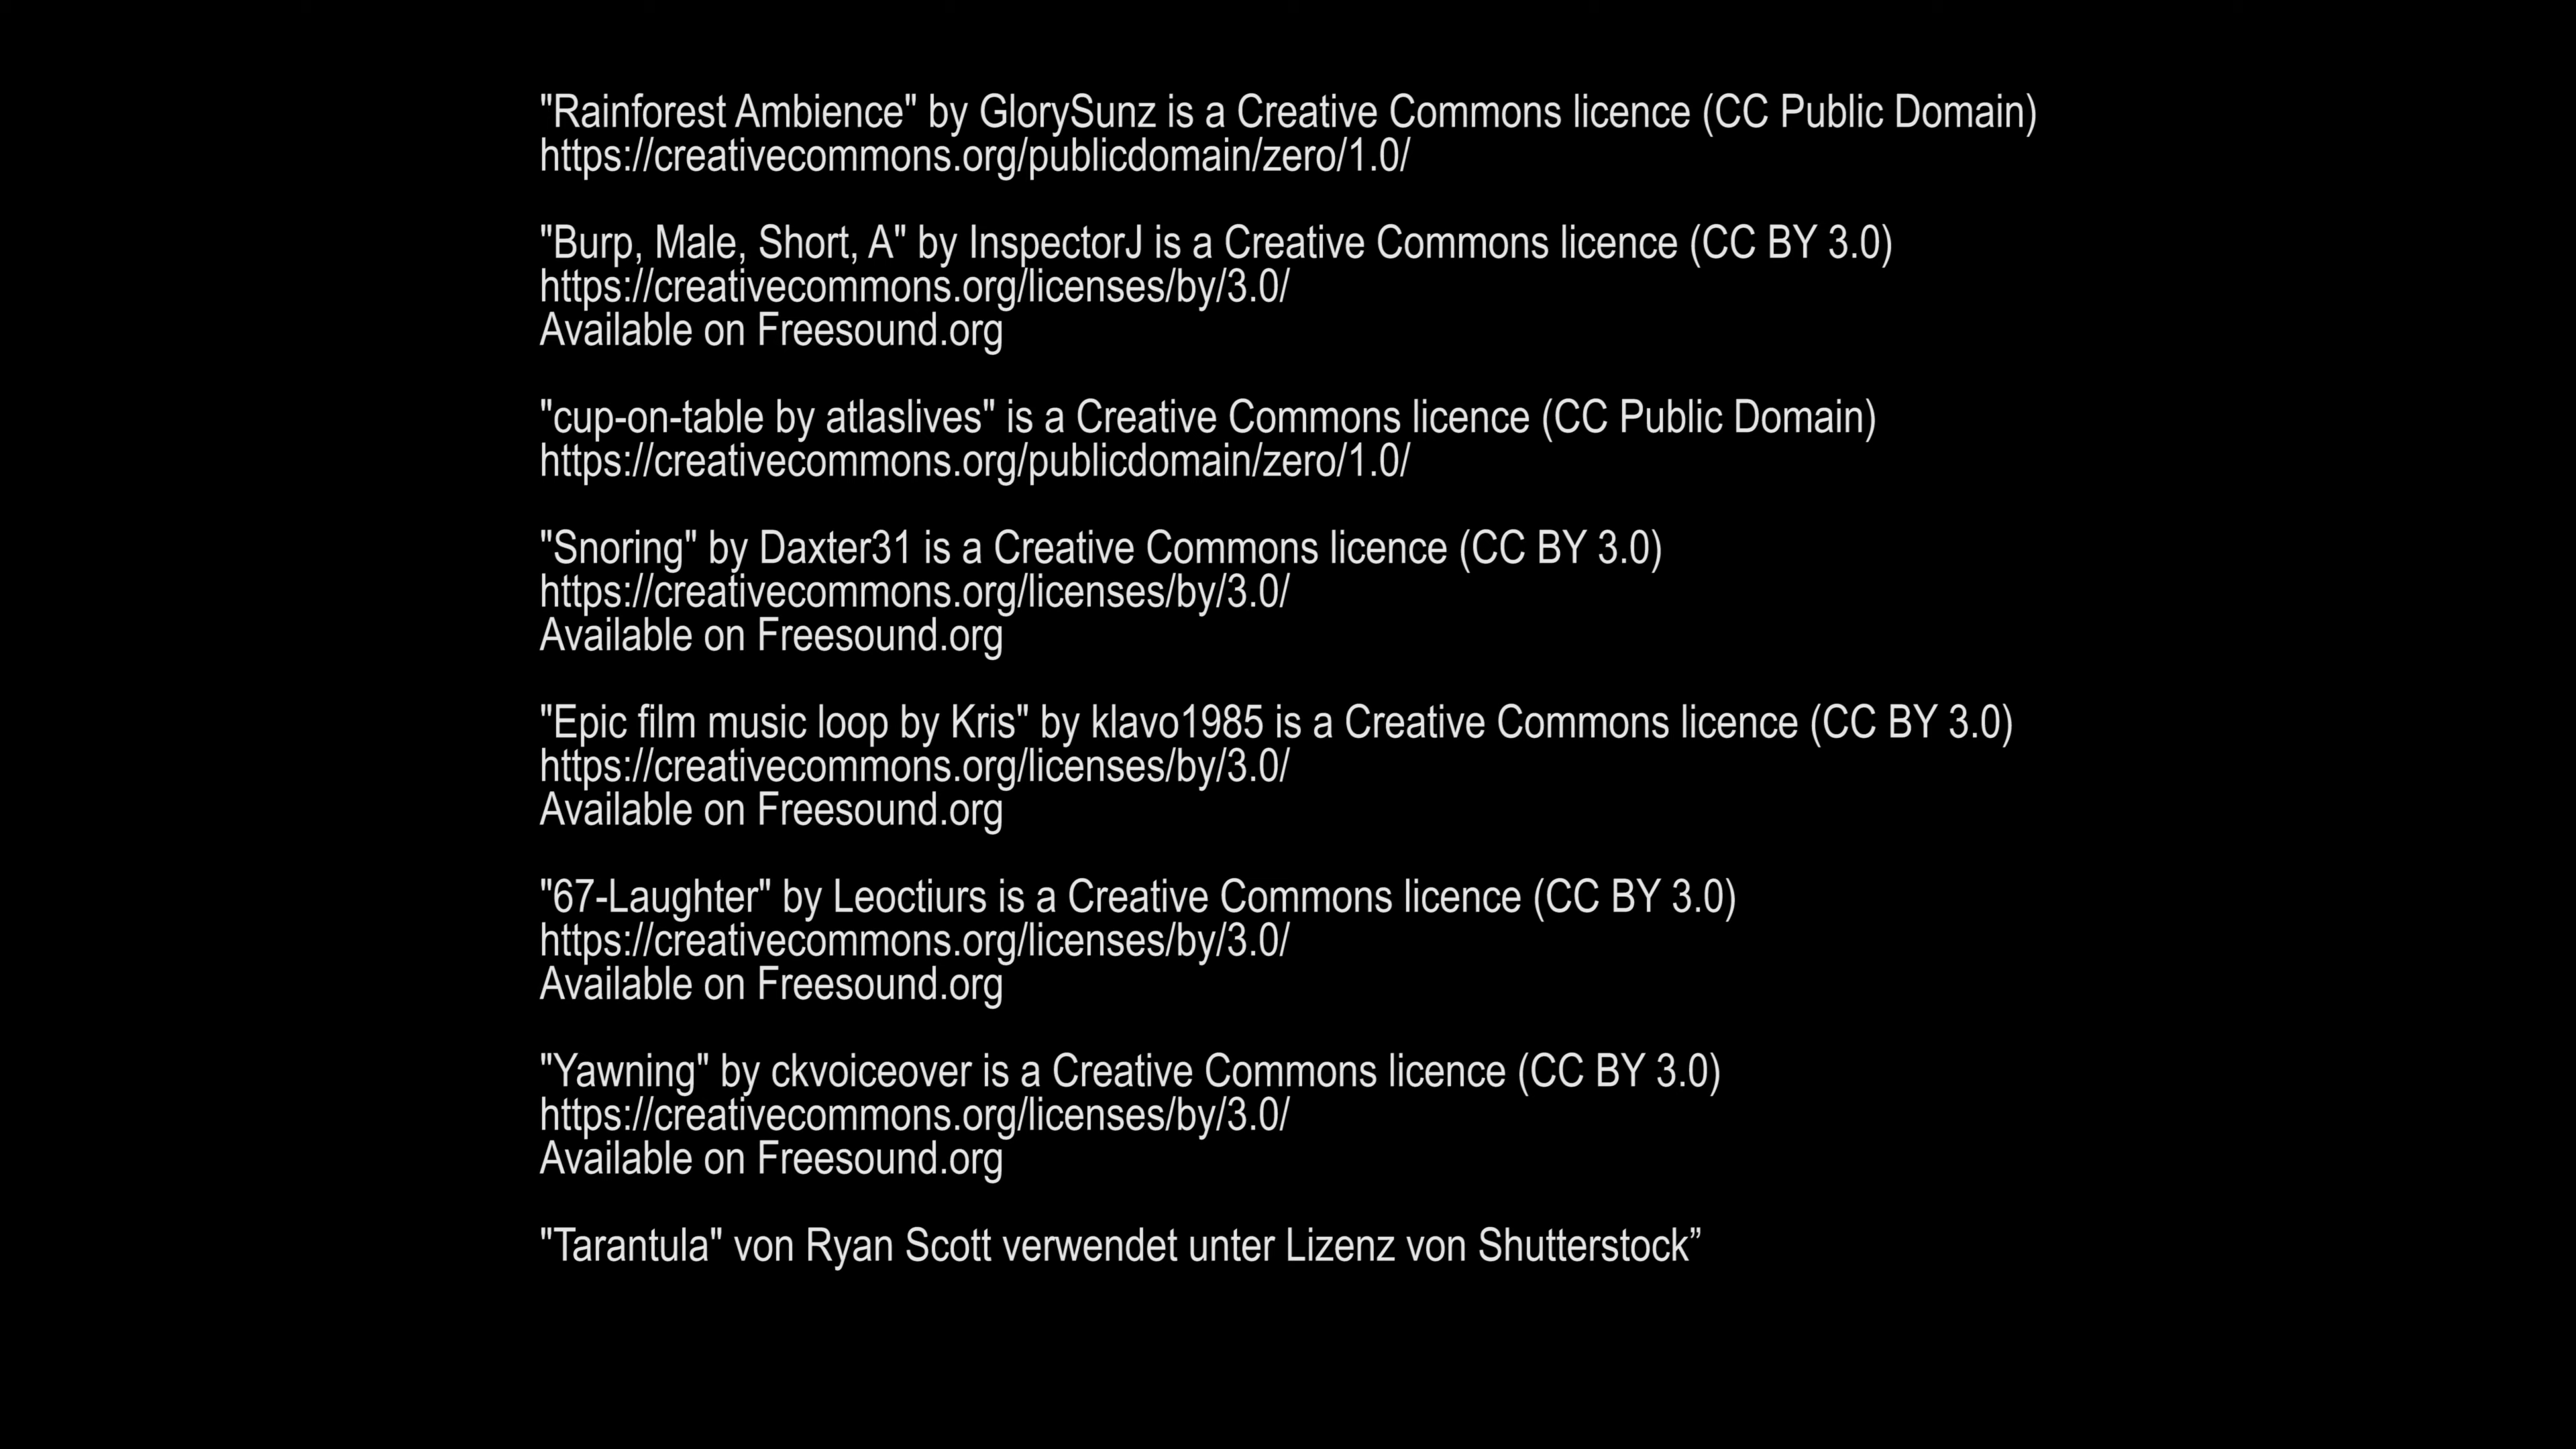 "Rainforest Ambience" by GlorySunz is a Creative Commons licence (CC Public Domain)
https://creativecommons.org/publicdomain/zero/1.0/
"Burp, Male, Short, A" by InspectorJ is a Creative Commons licence (CC BY 3.0)
https://creativecommons.org/licenses/by/3.0/
Available on Freesound.org
"cup-on-table by atlaslives" is a Creative Commons licence (CC Public Domain)
https://creativecommons.org/publicdomain/zero/1.0/
"Snoring" by Daxter31 is a Creative Commons licence (CC BY 3.0)
https://creativecommons.org/licenses/by/3.0/
Available on Freesound.org
"Epic film music loop by Kris" by klavo1985 is a Creative Commons licence (CC BY 3.0)
https://creativecommons.org/licenses/by/3.0/
Available on Freesound.org
"67-Laughter" by Leoctiurs is a Creative Commons licence (CC BY 3.0)
https://creativecommons.org/licenses/by/3.0/
Available on Freesound.org
"Yawning" by ckvoiceover is a Creative Commons licence (CC BY 3.0)
https://creativecommons.org/licenses/by/3.0/
Available on Freesound.org
"Tarantula" von Ryan Scott verwendet unter Lizenz von Shutterstock”